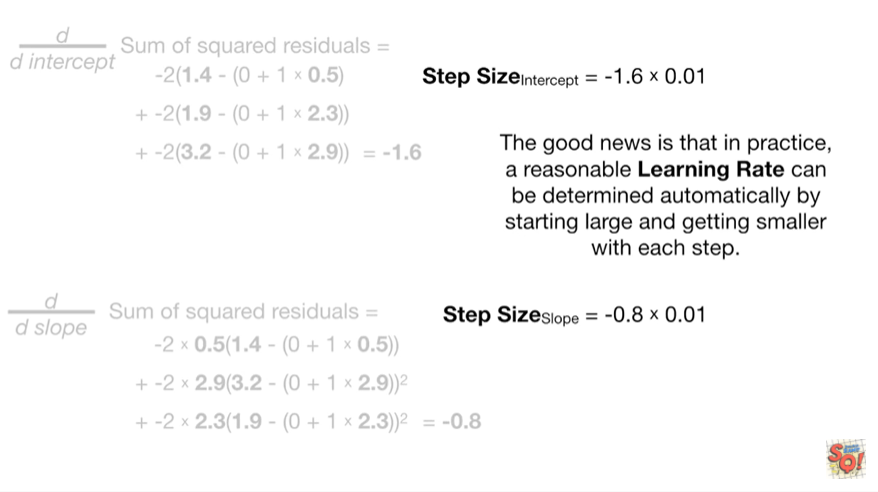 d
d intercept
Sum of squared residuals =
-2(1.4 - (0 + 1 × 0.5)
+ -2(1.9 - (0 + 1 × 2.3))
+ -2(3.2 - (0 + 1 × 2.9)) = -1.6
Step SizeIntercept = -1.6 × 0.01
The good news is that in practice,
a reasonable Learning Rate can
be determined automatically by
starting large and getting smaller
with each step.
d
d slope
Sum of squared residuals =
-2 × 0.5(1.4 - (0 + 1 × 0.5))
+ -2 × 2.9(3.2 - (0 + 1 × 2.9))²
+ -2 × 2.3(1.9 - (0 + 1 × 2.3))² = -0.8
Step SizeSlope = -0.8 × 0.01
SQ!